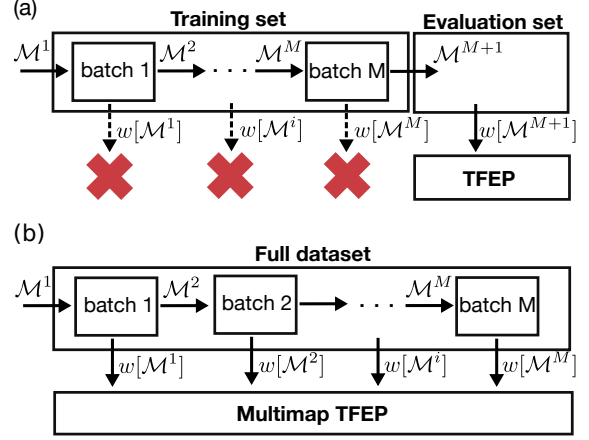 (a)
Training set
Evaluation set
ℳ¹ batch 1 ℳ² · · · ℳᴹ batch M ℳᴹ⁺¹
w[ℳ¹] w[ℳⁱ] w[ℳᴹ] w[ℳᴹ⁺¹]
TFEP
(b)
Full dataset
ℳ¹ batch 1 ℳ² batch 2 · · · ℳᴹ batch M
w[ℳ¹] w[ℳ²] w[ℳⁱ] w[ℳᴹ]
Multimap TFEP